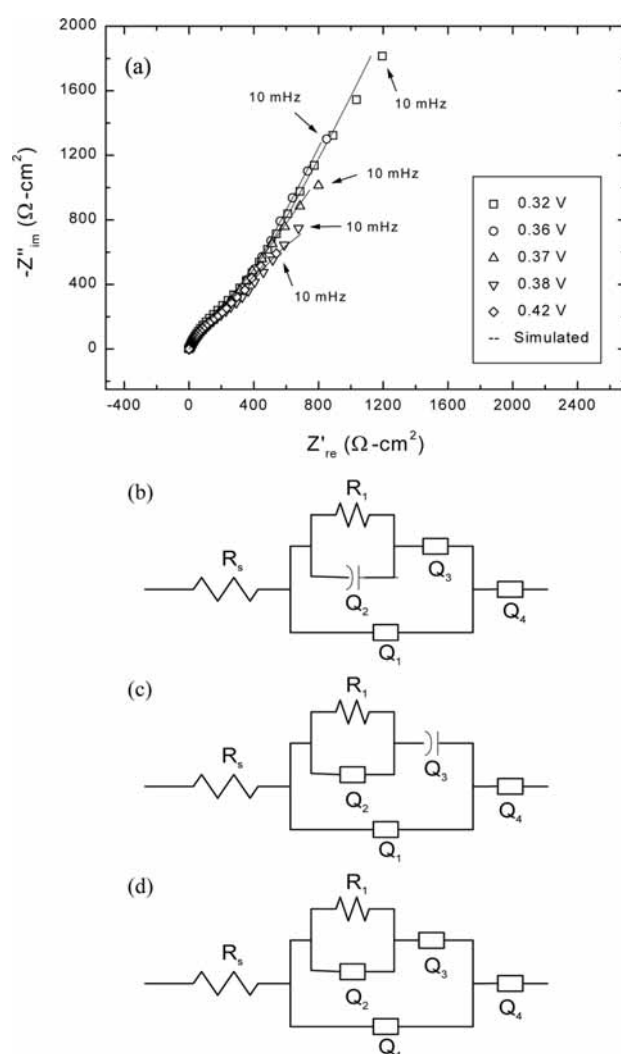 (a)
2000
1600
1200
800
400
0
-Z''im (Ω-cm²)
10 mHz
10 mHz
10 mHz
10 mHz
10 mHz
0.32 V
0.36 V
0.37 V
0.38 V
0.42 V
-- Simulated
-400 0 400 800 1200 1600 2000 2400
Z're (Ω-cm²)
(b)
R1
Rs
Q3
Q2
Q4
Q1
(c)
R1
Rs
Q3
Q2
Q4
Q1
(d)
R1
Rs
Q3
Q2
Q4
Q1